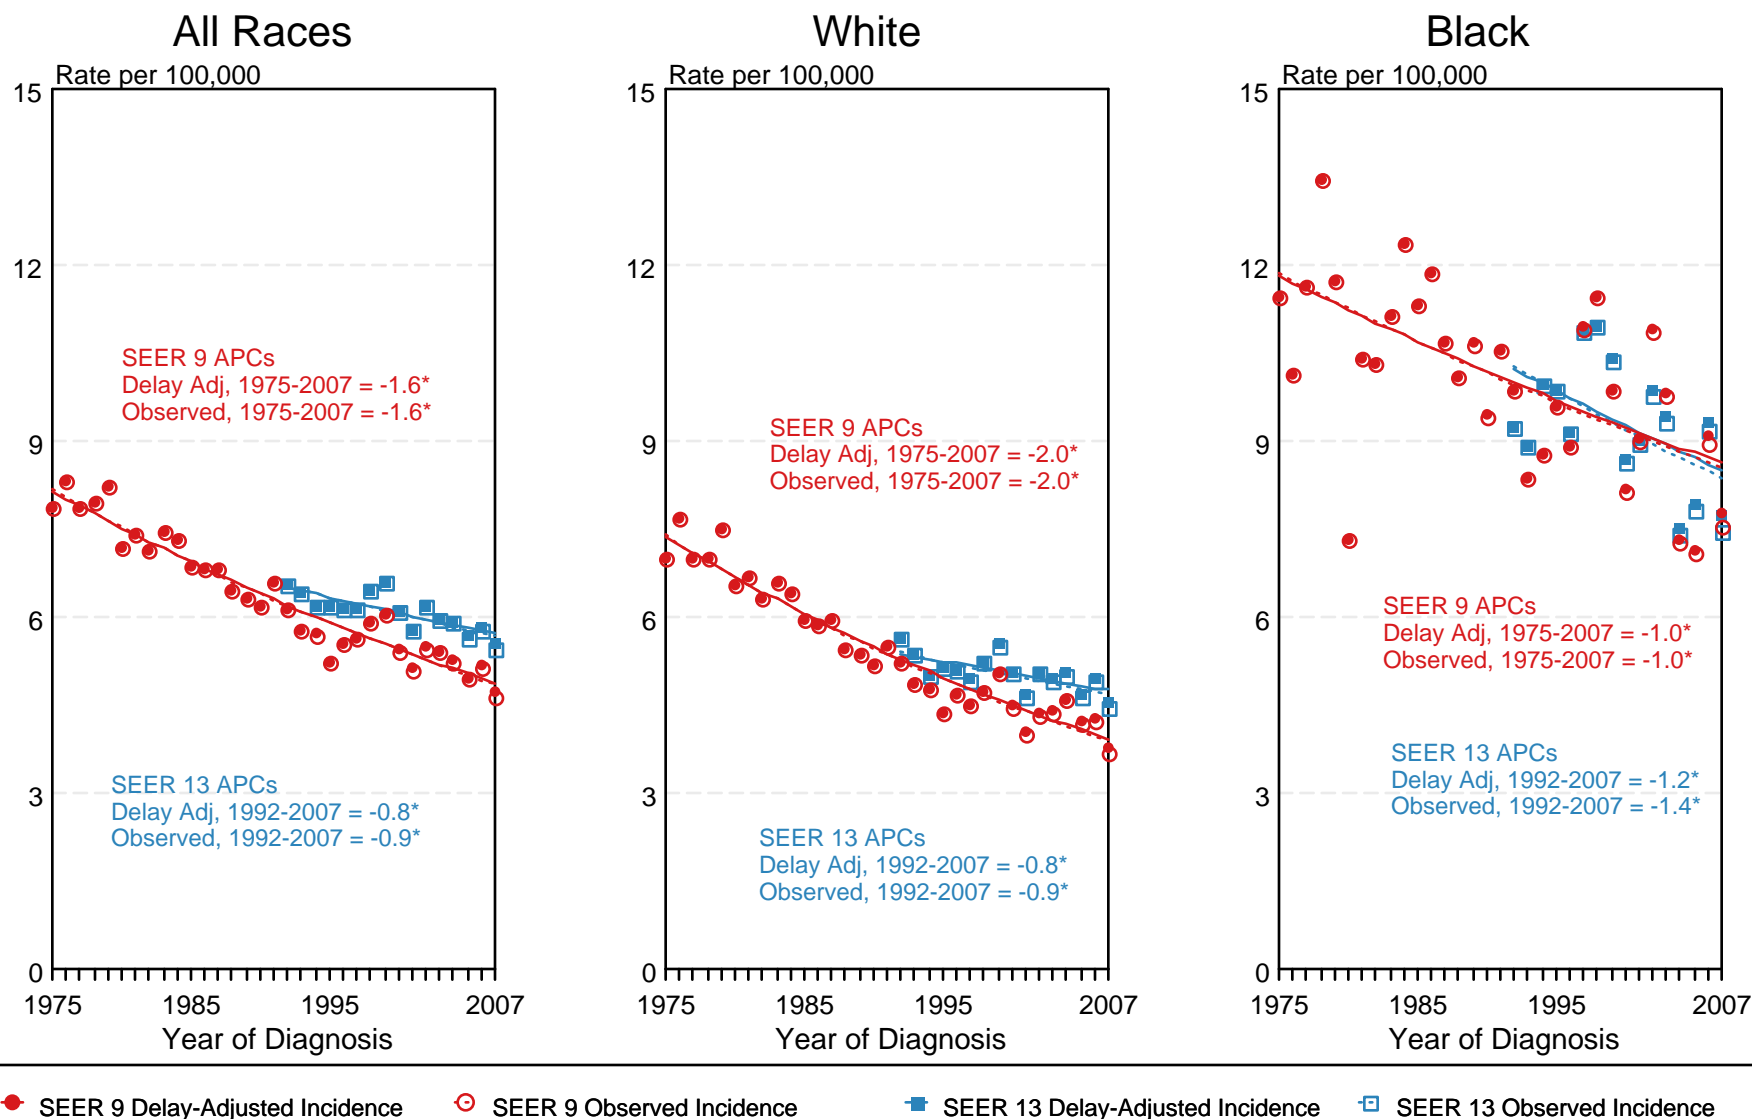 All Races
Rate per 100,000
15
12
9
6
3
0
SEER 9 APCs
Delay Adj, 1975-2007 = -1.6*
Observed, 1975-2007 = -1.6*
SEER 13 APCs
Delay Adj, 1992-2007 = -0.8*
Observed, 1992-2007 = -0.9*
1975 1985 1995 2007
Year of Diagnosis
White
Rate per 100,000
15
12
9
6
3
0
SEER 9 APCs
Delay Adj, 1975-2007 = -2.0*
Observed, 1975-2007 = -2.0*
SEER 13 APCs
Delay Adj, 1992-2007 = -0.8*
Observed, 1992-2007 = -0.9*
1975 1985 1995 2007
Year of Diagnosis
Black
Rate per 100,000
15
12
9
6
3
0
SEER 9 APCs
Delay Adj, 1975-2007 = -1.0*
Observed, 1975-2007 = -1.0*
SEER 13 APCs
Delay Adj, 1992-2007 = -1.2*
Observed, 1992-2007 = -1.4*
1975 1985 1995 2007
Year of Diagnosis
SEER 9 Delay-Adjusted Incidence SEER 9 Observed Incidence SEER 13 Delay-Adjusted Incidence SEER 13 Observed Incidence